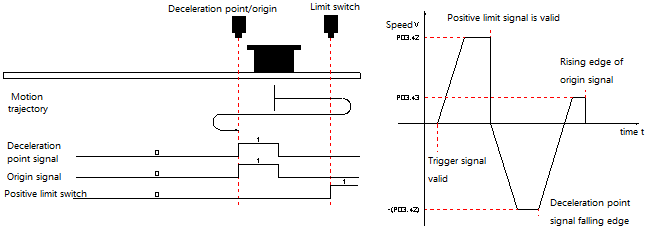 Deceleration point/origin
Limit switch
Motion
trajectory
Deceleration
point signal
0
1
Origin signal
0
1
Positive limit switch
0
1
Positive limit signal is valid
Speed V
P03.42
Rising edge of
origin signal
P03.43
time t
Trigger signal
valid
-(P03.42)
Deceleration point
signal falling edge